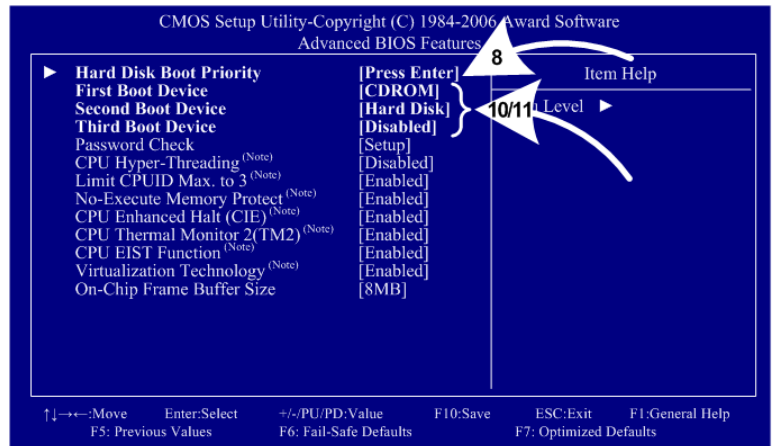 CMOS Setup Utility-Copyright (C) 1984-2006 Award Software
Advanced BIOS Features
8
▶ Hard Disk Boot Priority [Press Enter] Item Help
First Boot Device [CDROM]
Second Boot Device [Hard Disk] 10/11 Level ▶
Third Boot Device [Disabled]
Password Check [Setup]
CPU Hyper-Threading (Note) [Disabled]
Limit CPUID Max. to 3 (Note) [Enabled]
No-Execute Memory Protect (Note) [Enabled]
CPU Enhanced Halt (CIE) (Note) [Enabled]
CPU Thermal Monitor 2(TM2) (Note) [Enabled]
CPU EIST Function (Note) [Enabled]
Virtualization Technology (Note) [Enabled]
On-Chip Frame Buffer Size [8MB]
↑↓→←:Move Enter:Select +/-/PU/PD:Value F10:Save ESC:Exit F1:General Help
F5: Previous Values F6: Fail-Safe Defaults F7: Optimized Defaults